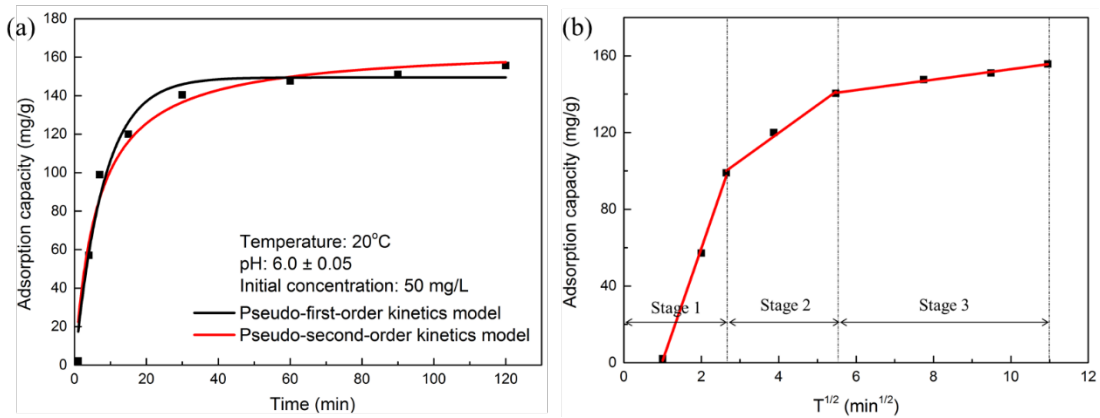 (a)
180
160
140
120
100
80
60
40
20
0
Adsorption capacity (mg/g)
Temperature: 20°C
pH: 6.0 ± 0.05
Initial concentration: 50 mg/L
Pseudo-first-order kinetics model
Pseudo-second-order kinetics model
0 20 40 60 80 100 120
Time (min)
(b)
160
120
80
40
0
Adsorption capacity (mg/g)
Stage 1 Stage 2 Stage 3
0 2 4 6 8 10 12
T^1/2 (min^1/2)